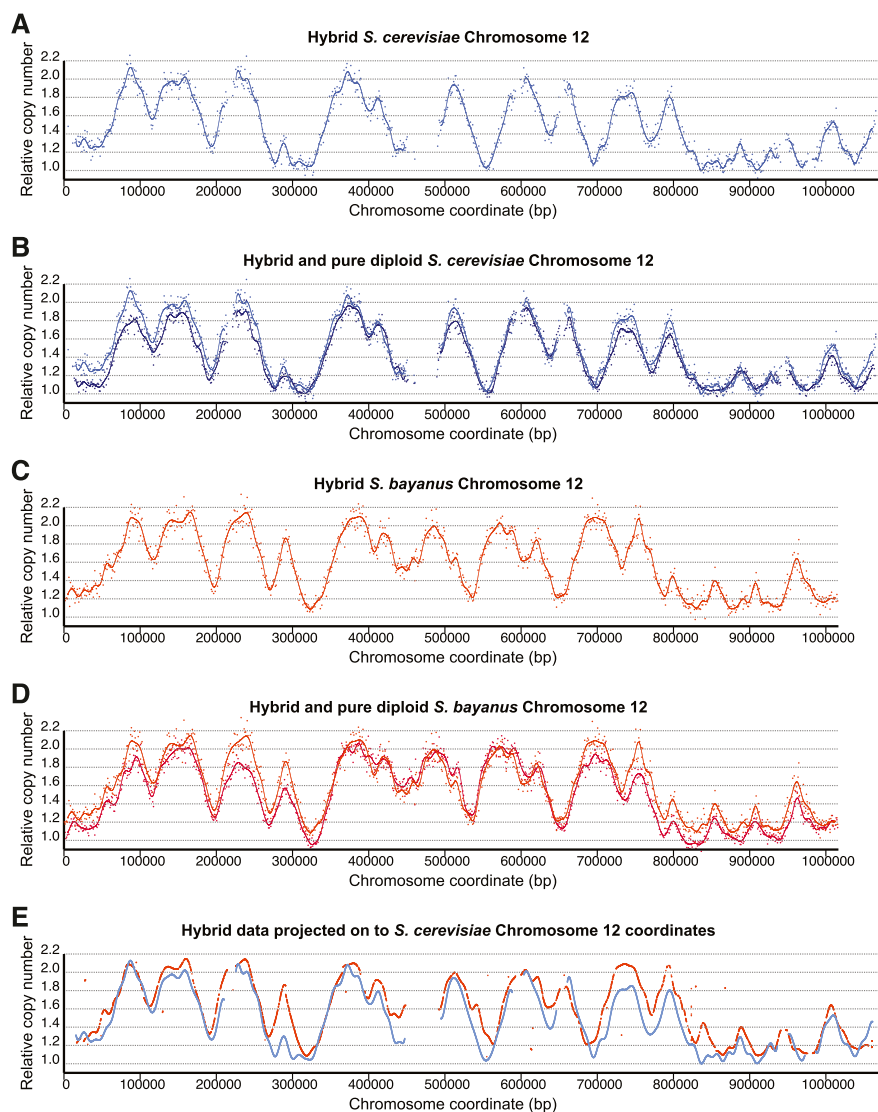 A
Hybrid S. cerevisiae Chromosome 12
Relative copy number
2.2
2.0
1.8
1.6
1.4
1.2
1.0
0 100000 200000 300000 400000 500000 600000 700000 800000 900000 1000000
Chromosome coordinate (bp)
B
Hybrid and pure diploid S. cerevisiae Chromosome 12
Relative copy number
2.2
2.0
1.8
1.6
1.4
1.2
1.0
0 100000 200000 300000 400000 500000 600000 700000 800000 900000 1000000
Chromosome coordinate (bp)
C
Hybrid S. bayanus Chromosome 12
Relative copy number
2.2
2.0
1.8
1.6
1.4
1.2
1.0
0 100000 200000 300000 400000 500000 600000 700000 800000 900000 1000000
Chromosome coordinate (bp)
D
Hybrid and pure diploid S. bayanus Chromosome 12
Relative copy number
2.2
2.0
1.8
1.6
1.4
1.2
1.0
0 100000 200000 300000 400000 500000 600000 700000 800000 900000 1000000
Chromosome coordinate (bp)
E
Hybrid data projected on to S. cerevisiae Chromosome 12 coordinates
Relative copy number
2.2
2.0
1.8
1.6
1.4
1.2
1.0
0 100000 200000 300000 400000 500000 600000 700000 800000 900000 1000000
Chromosome coordinate (bp)